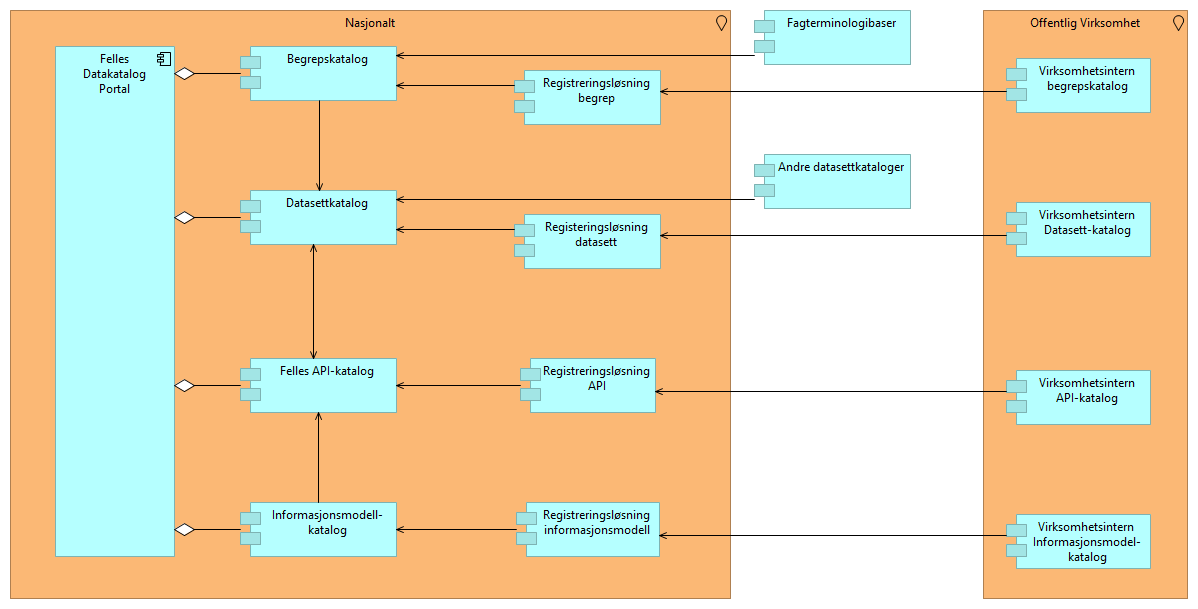 Nasjonalt
Felles
Datakatalog
Portal
Begrepskatalog
Registreringsløsning
begrep
Fagterminologibaser
Offentlig Virksomhet
Virksomhetsintern
begrepskatalog
Datasettkatalog
Registeringsløsning
datasett
Andre datasettkataloger
Virksomhetsintern
Datasett-katalog
Felles API-katalog
Registreringsløsning
API
Virksomhetsintern
API-katalog
Informasjonsmodell-
katalog
Registreringsløsning
informasjonsmodell
Virksomhetsintern
Informasjonsmodel-
katalog